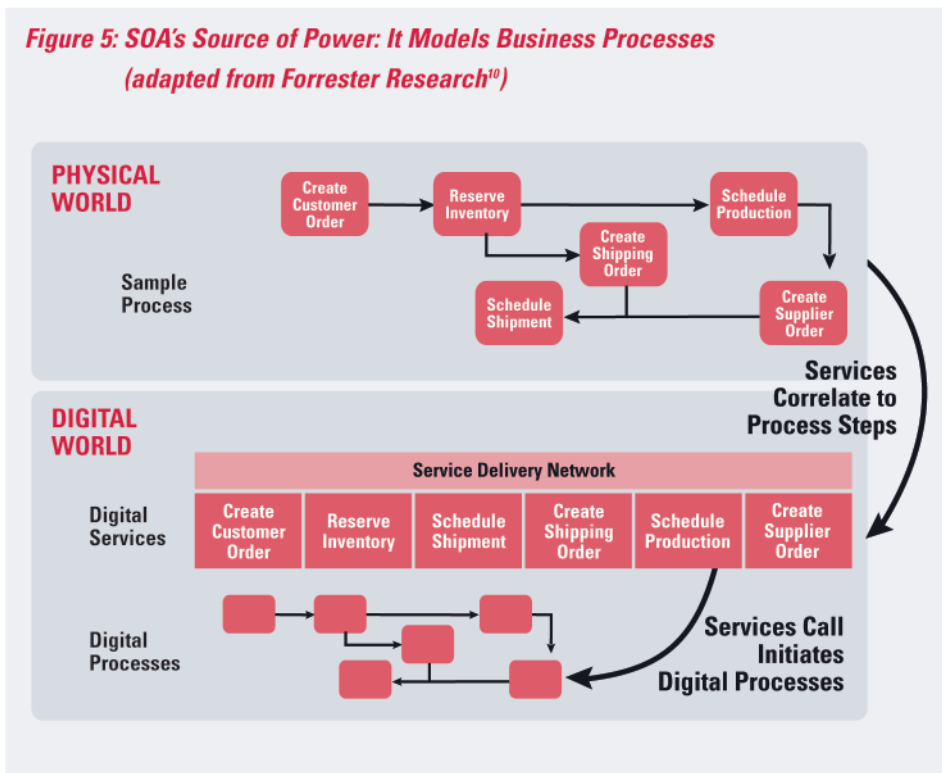 Figure 5: SOA's Source of Power: It Models Business Processes
(adapted from Forrester Research10)
PHYSICAL
WORLD
Sample
Process
Create
Customer
Order
Reserve
Inventory
Schedule
Production
Create
Shipping
Order
Schedule
Shipment
Create
Supplier
Order
Services
Correlate to
Process Steps
DIGITAL
WORLD
Service Delivery Network
Digital
Services
Create
Customer
Order
Reserve
Inventory
Schedule
Shipment
Create
Shipping
Order
Schedule
Production
Create
Supplier
Order
Digital
Processes
Services Call
Initiates
Digital Processes